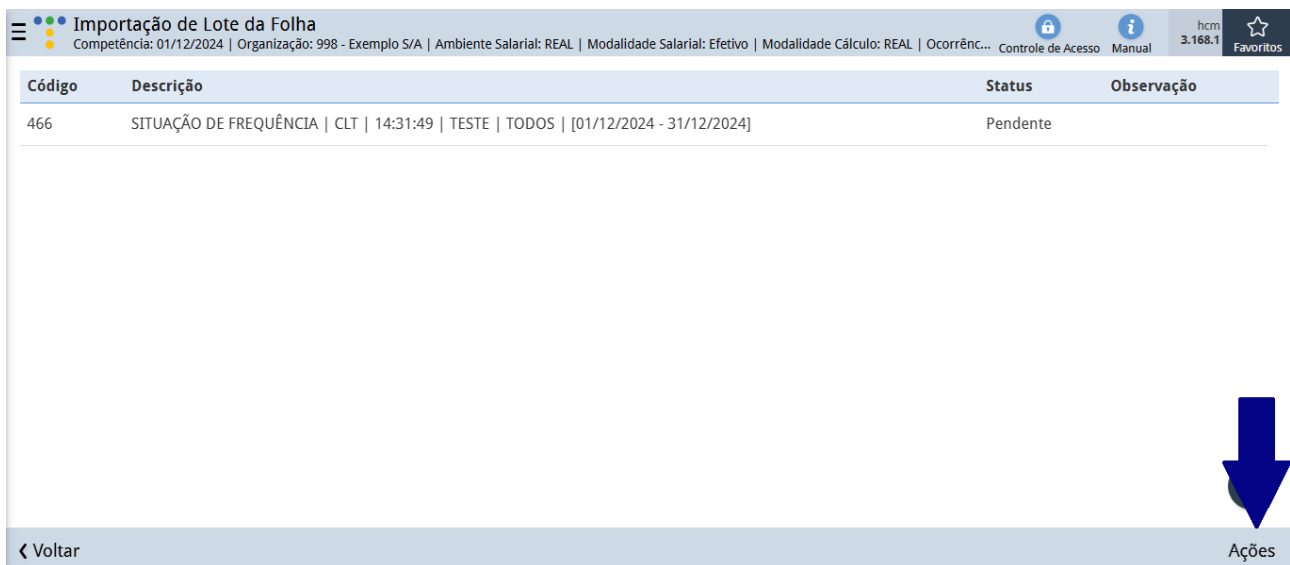 Importação de Lote da Folha
Competência: 01/12/2024 | Organização: 998 - Exemplo S/A | Ambiente Salarial: REAL | Modalidade Salarial: Efetivo | Modalidade Cálculo: REAL | Ocorrênc...
Controle de Acesso
Manual
hcm
3.168.1
Favoritos
Código Descrição Status Observação
466 SITUAÇÃO DE FREQUÊNCIA | CLT | 14:31:49 | TESTE | TODOS | [01/12/2024 - 31/12/2024] Pendente
Voltar Ações